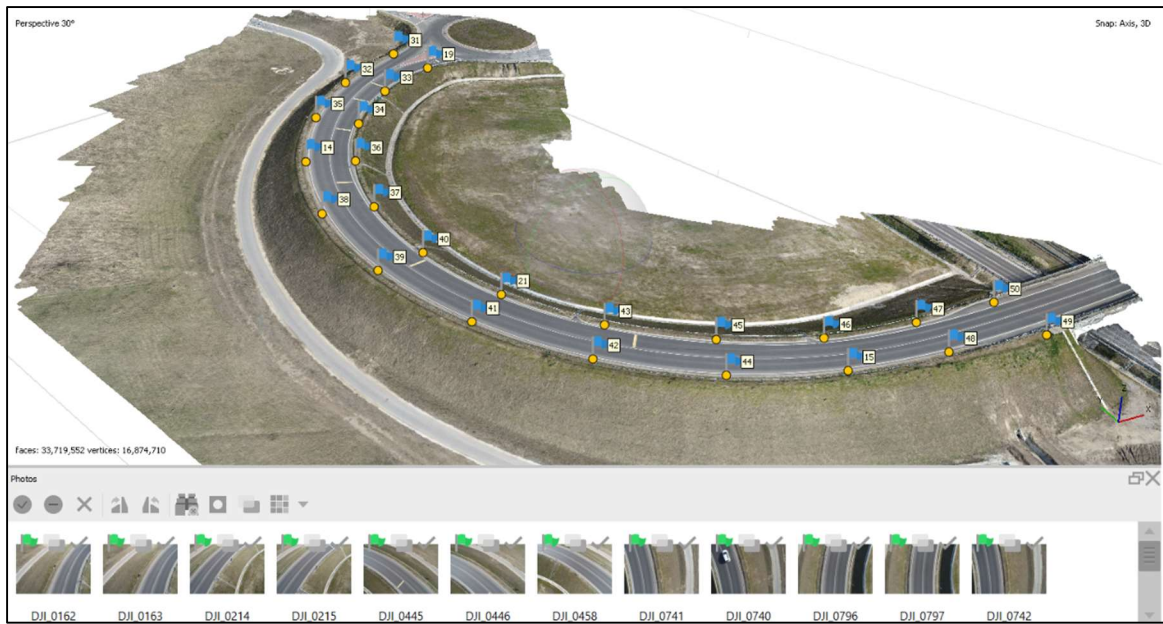 Perspective 30°
Snap: Axis, 3D
31
19
32
33
35
34
14
36
37
38
40
39
21
50
41
43
47
45
46
49
42
48
44
15
Z
X
faces: 33,719,552 vertices: 16,874,710
Photos
DJI_0162
DJI_0163
DJI_0214
DJI_0215
DJI_0445
DJI_0446
DJI_0458
DJI_0741
DJI_0740
DJI_0796
DJI_0797
DJI_0742